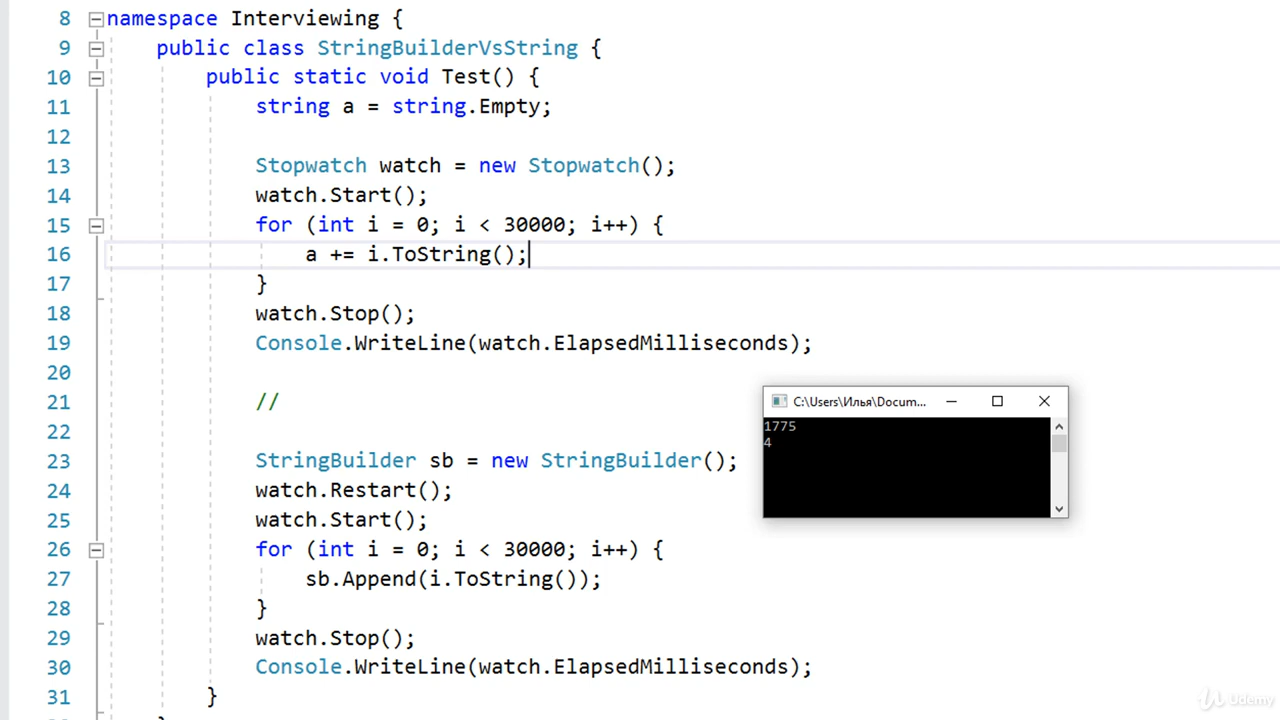 8 namespace Interviewing {
9 public class StringBuilderVsString {
10 public static void Test() {
11 string a = string.Empty;
12
13 Stopwatch watch = new Stopwatch();
14 watch.Start();
15 for (int i = 0; i < 30000; i++) {
16 a += i.ToString();
17 }
18 watch.Stop();
19 Console.WriteLine(watch.ElapsedMilliseconds);
20
21 //
22
23 StringBuilder sb = new StringBuilder();
24 watch.Restart();
25 watch.Start();
26 for (int i = 0; i < 30000; i++) {
27 sb.Append(i.ToString());
28 }
29 watch.Stop();
30 Console.WriteLine(watch.ElapsedMilliseconds);
31 }
C:\Users\Илья\Docum...
1775
4
Udemy